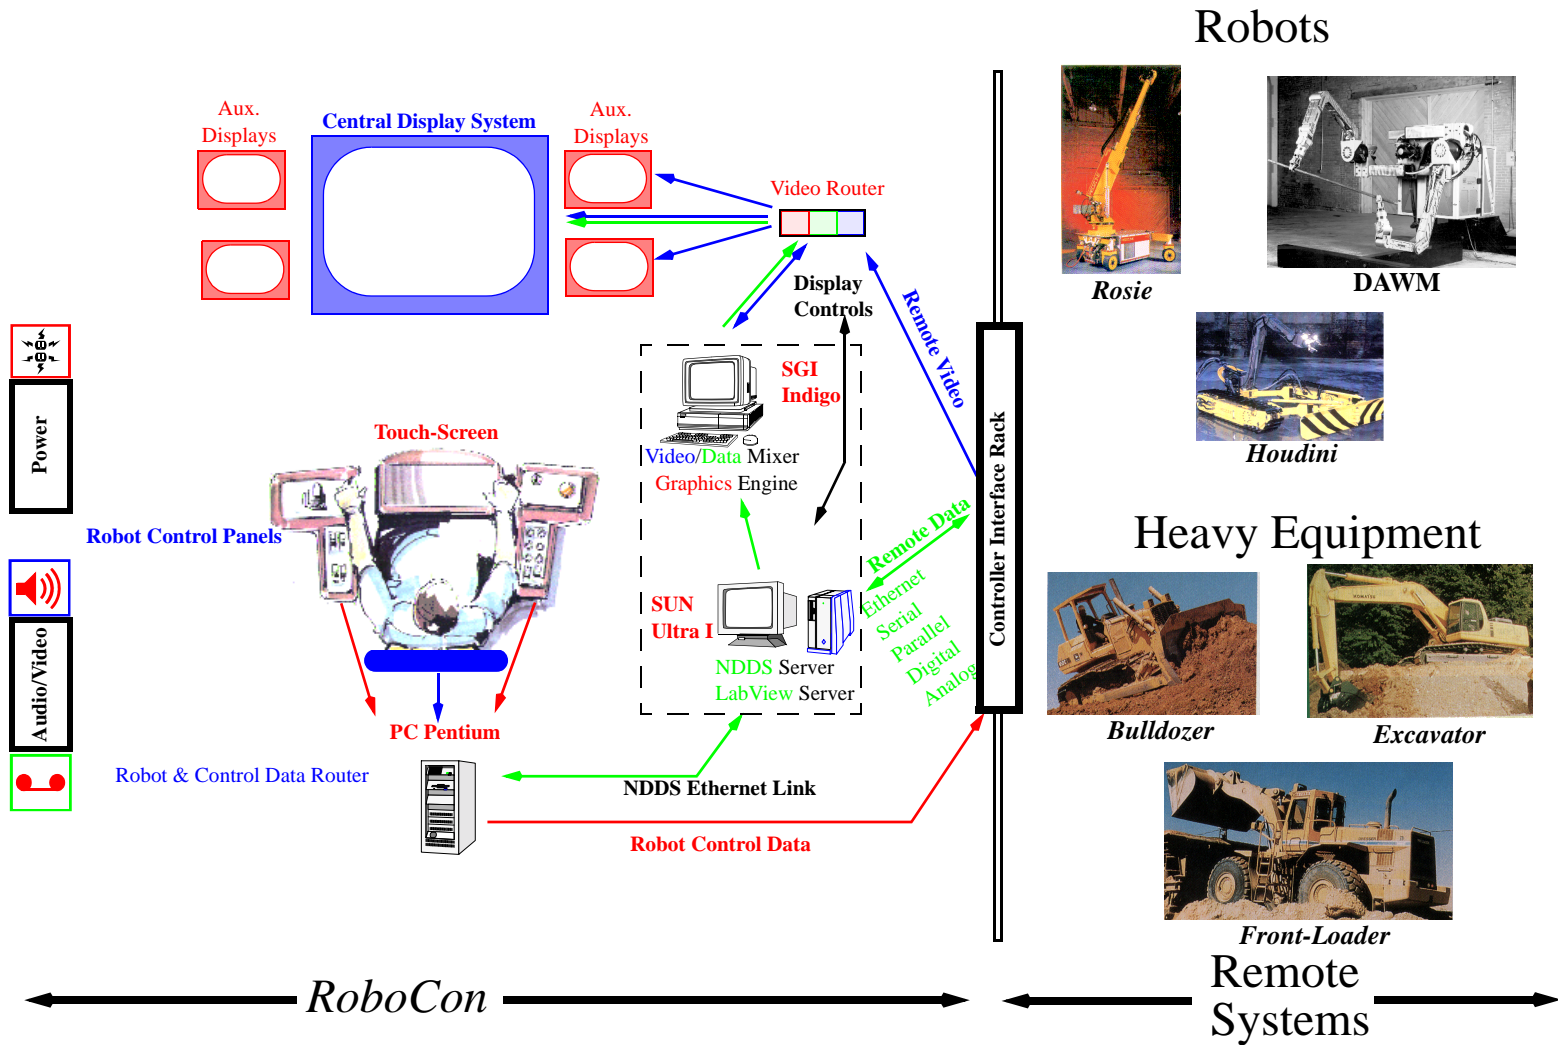 Robots
Aux.
Displays
Central Display System
Aux.
Displays
Video Router
Rosie
DAWM
Display
Controls
Remote Video
Houdini
Power
SGI
Indigo
Touch-Screen
Video/Data Mixer
Graphics Engine
Controller Interface Rack
Robot Control Panels
Remote Data
Ethernet
Serial
Parallel
Digital
Analog
Heavy Equipment
KOMATSU
SUN
Ultra I
NDDS Server
LabView Server
Audio/Video
Bulldozer
Excavator
PC Pentium
Robot & Control Data Router
NDDS Ethernet Link
Robot Control Data
Front-Loader
RoboCon
Remote
Systems